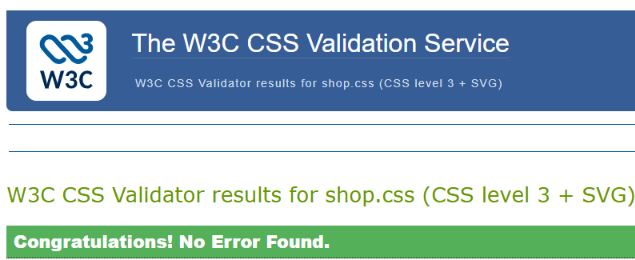 The W3C CSS Validation Service
W3C
W3C CSS Validator results for shop.css (CSS level 3 + SVG)
W3C CSS Validator results for shop.css (CSS level 3 + SVG)
Congratulations! No Error Found.